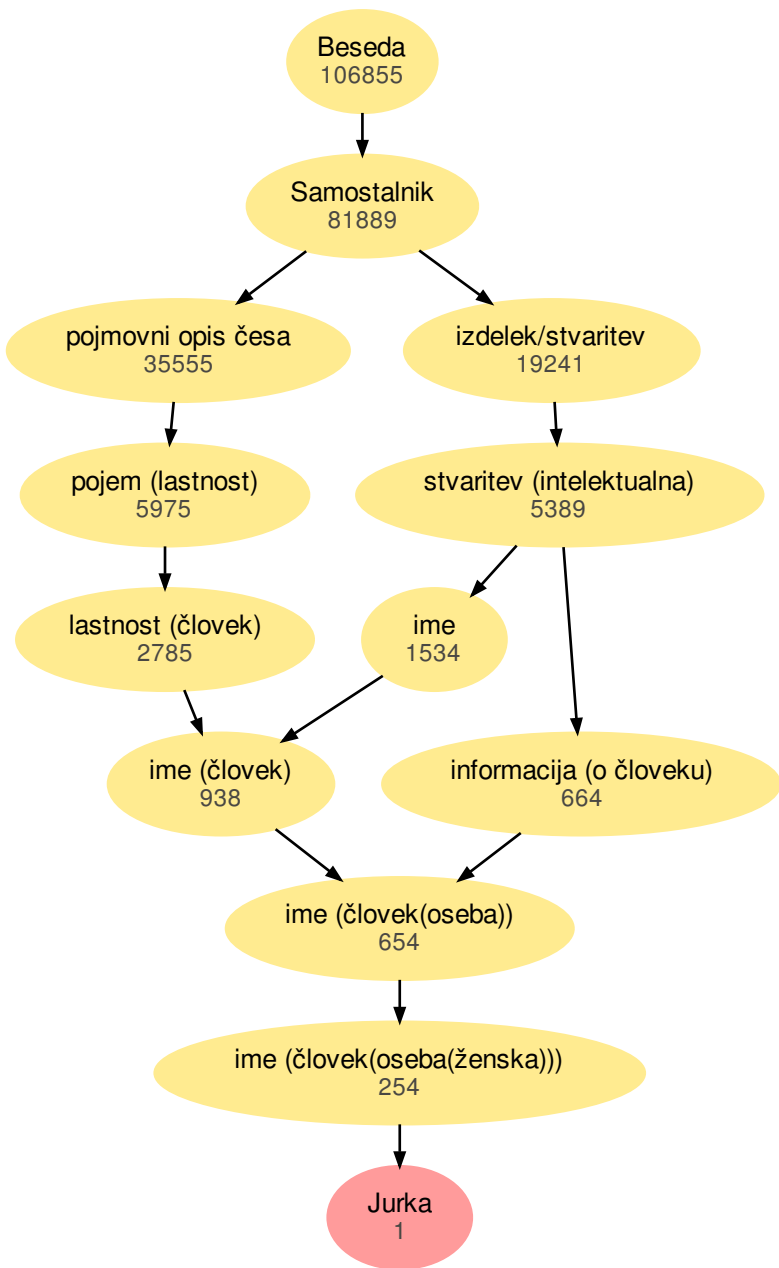 Beseda
106855
Samostalnik
81889
pojmovni opis česa
35555
izdelek/stvaritev
19241
pojem (lastnost)
5975
stvaritev (intelektualna)
5389
lastnost (človek)
2785
ime
1534
ime (človek)
938
informacija (o človeku)
664
ime (človek(oseba))
654
ime (človek(oseba(ženska)))
254
Jurka
1